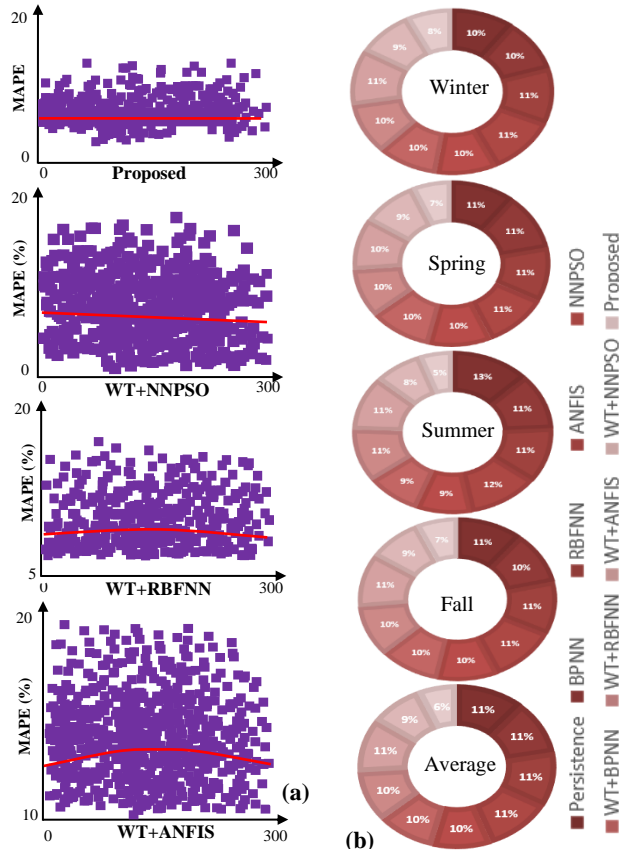 20
MAPE
0
0
300
Proposed
20
MAPE (%)
0
0
300
WT+NNPSO
20
MAPE (%)
5
0
300
WT+RBFNN
20
MAPE (%)
10
0
300
WT+ANFIS
(a)
10%
10%
11%
10%
10%
10%
11%
9%
8%
Winter
11%
11%
11%
11%
10%
10%
10%
10%
9%
7%
Spring
13%
11%
11%
12%
9%
9%
11%
11%
8%
5%
Summer
11%
10%
11%
11%
10%
10%
10%
11%
9%
7%
Fall
11%
11%
11%
11%
10%
10%
10%
11%
9%
6%
Average
(b)
Persistence
BPNN
RBFNN
ANFIS
NNPSO
WT+BPNN
WT+RBFNN
WT+ANFIS
WT+NNPSO
Proposed